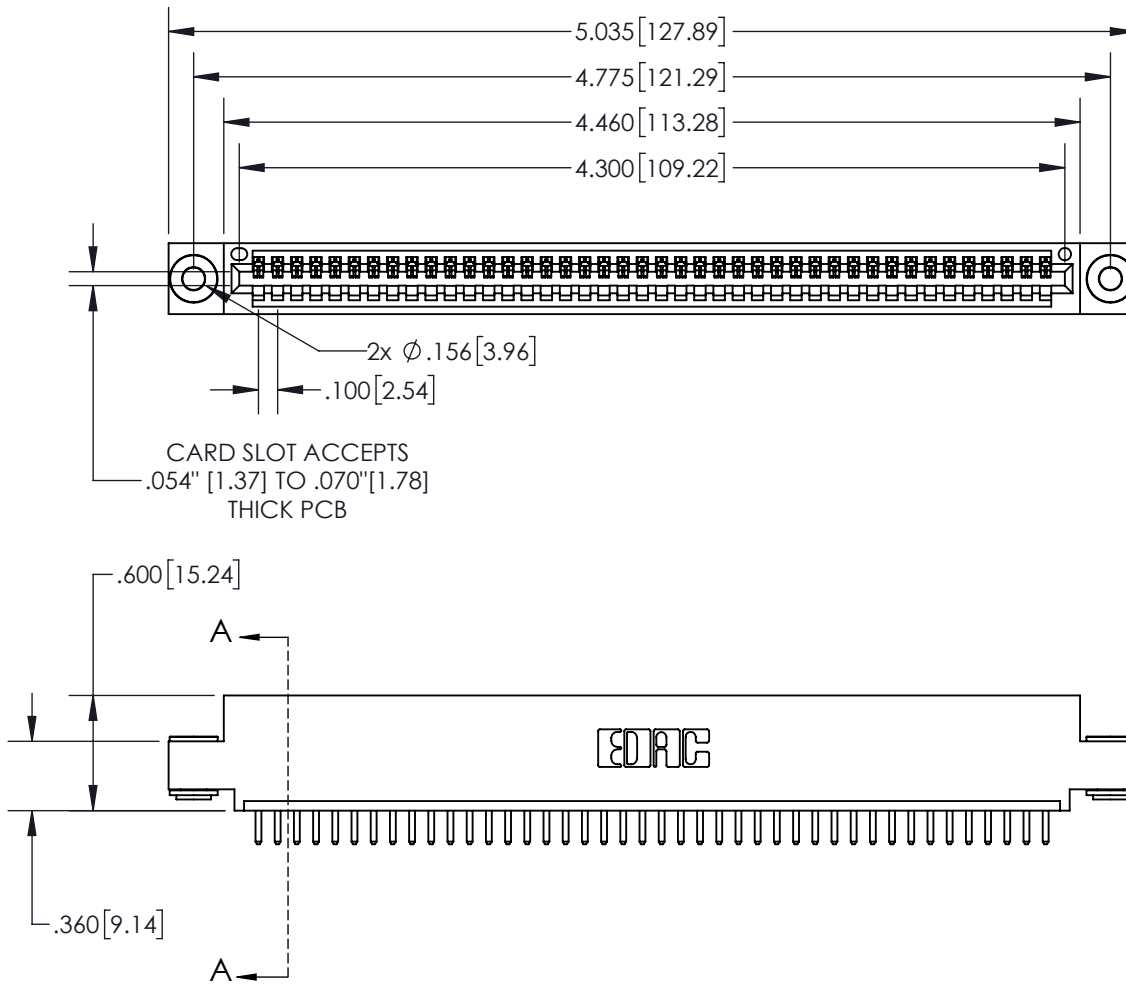 5.035[127.89]
4.775[121.29]
4.460[113.28]
4.300[109.22]
2x Ø.156[3.96]
.100[2.54]
CARD SLOT ACCEPTS
.054" [1.37] TO .070"[1.78]
THICK PCB
.600[15.24]
A
EDAC
.360[9.14]
A